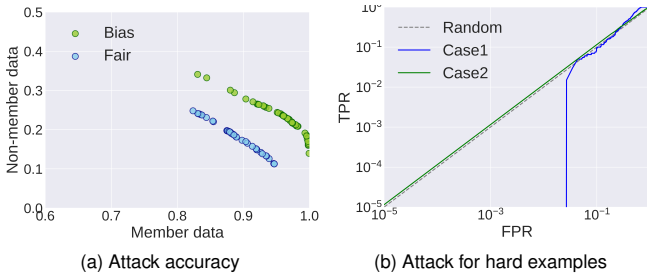 0.5
0.4
0.3
0.2
0.1
0.0
0.6
0.7
0.8
0.9
1.0
Non-member data
Member data
Bias
Fair
(a) Attack accuracy
10⁰
10⁻¹
10⁻²
10⁻³
10⁻⁴
10⁻⁵
10⁻⁵
10⁻³
10⁻¹
TPR
FPR
Random
Case1
Case2
(b) Attack for hard examples